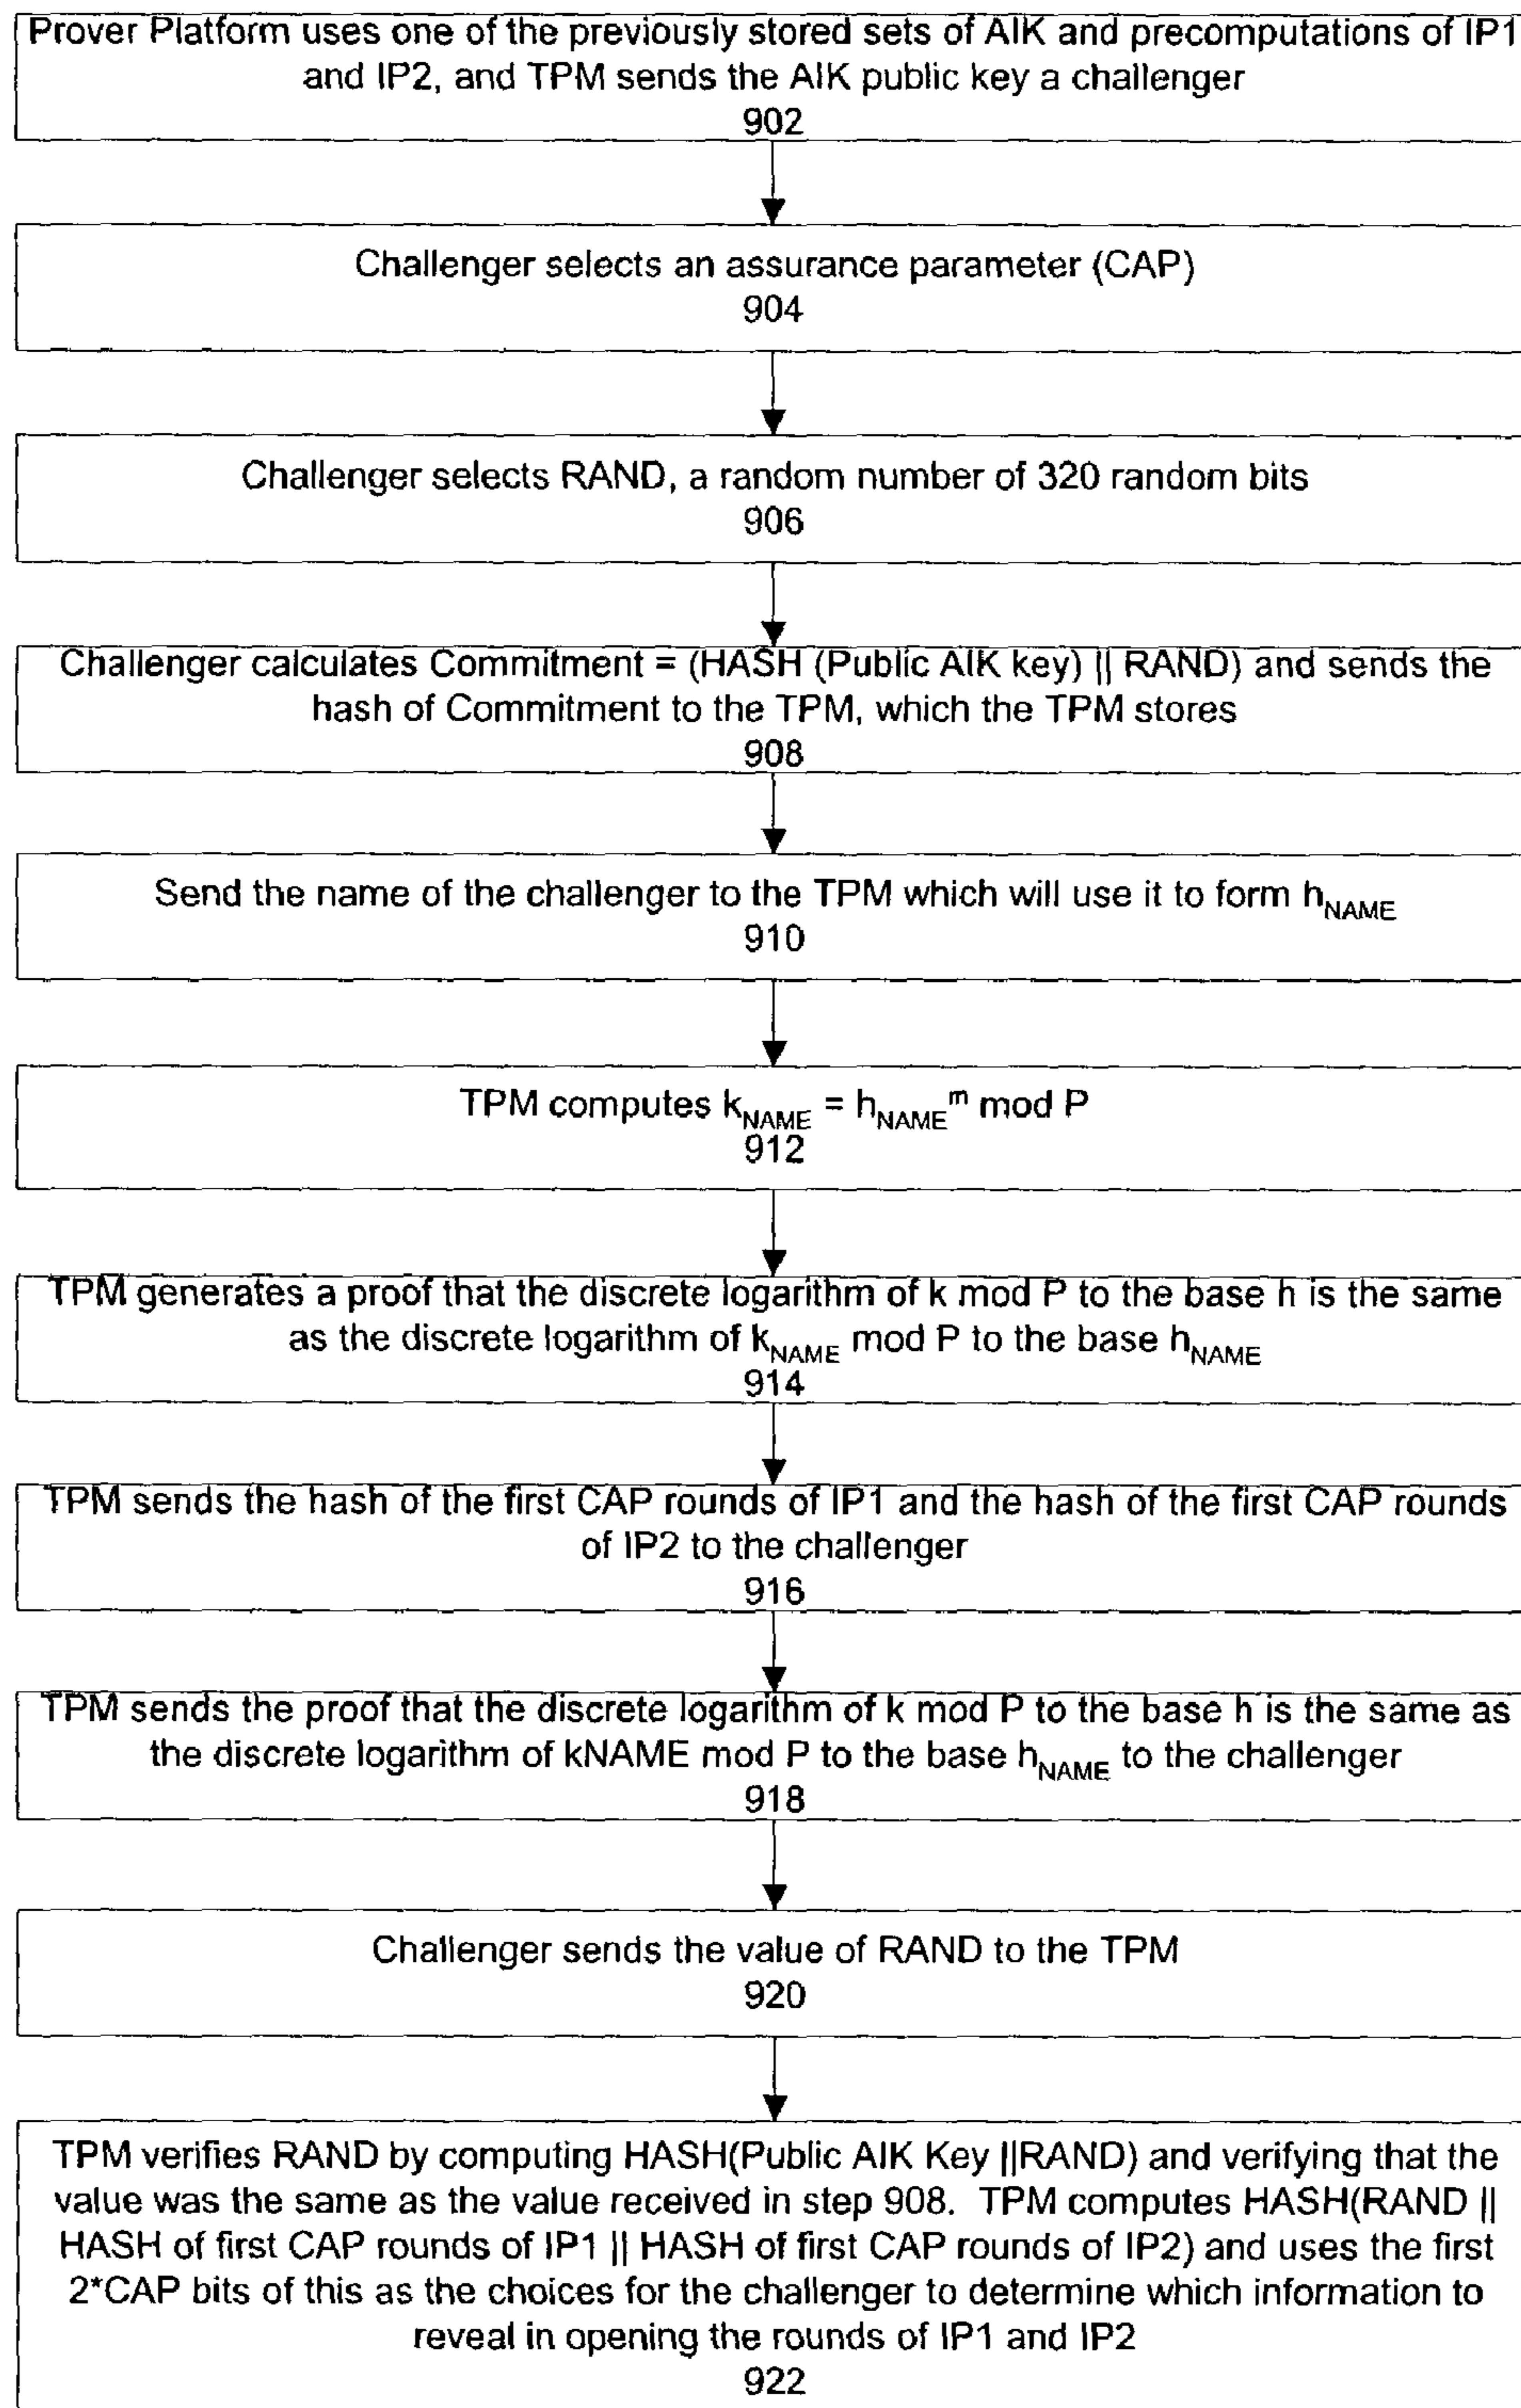 Prover Platform uses one of the previously stored sets of AIK and precomputations of IP1
and IP2, and TPM sends the AIK public key a challenger
902
Challenger selects an assurance parameter (CAP)
904
Challenger selects RAND, a random number of 320 random bits
906
Challenger calculates Commitment = (HASH (Public AIK key) || RAND) and sends the
hash of Commitment to the TPM, which the TPM stores
908
Send the name of the challenger to the TPM which will use it to form h_NAME
910
TPM computes k_NAME = h_NAME^m mod P
912
TPM generates a proof that the discrete logarithm of k mod P to the base h is the same
as the discrete logarithm of k_NAME mod P to the base h_NAME
914
TPM sends the hash of the first CAP rounds of IP1 and the hash of the first CAP rounds
of IP2 to the challenger
916
TPM sends the proof that the discrete logarithm of k mod P to the base h is the same as
the discrete logarithm of kNAME mod P to the base h_NAME to the challenger
918
Challenger sends the value of RAND to the TPM
920
TPM verifies RAND by computing HASH(Public AIK Key ||RAND) and verifying that the
value was the same as the value received in step 908. TPM computes HASH(RAND ||
HASH of first CAP rounds of IP1 || HASH of first CAP rounds of IP2) and uses the first
2*CAP bits of this as the choices for the challenger to determine which information to
reveal in opening the rounds of IP1 and IP2
922